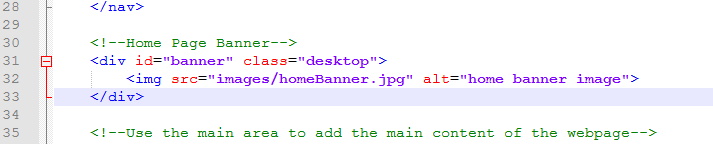 28 </nav>
29
30 <!--Home Page Banner-->
31 <div id="banner" class="desktop">
32 <img src="images/homeBanner.jpg" alt="home banner image">
33 </div>
34
35 <!--Use the main area to add the main content of the webpage-->